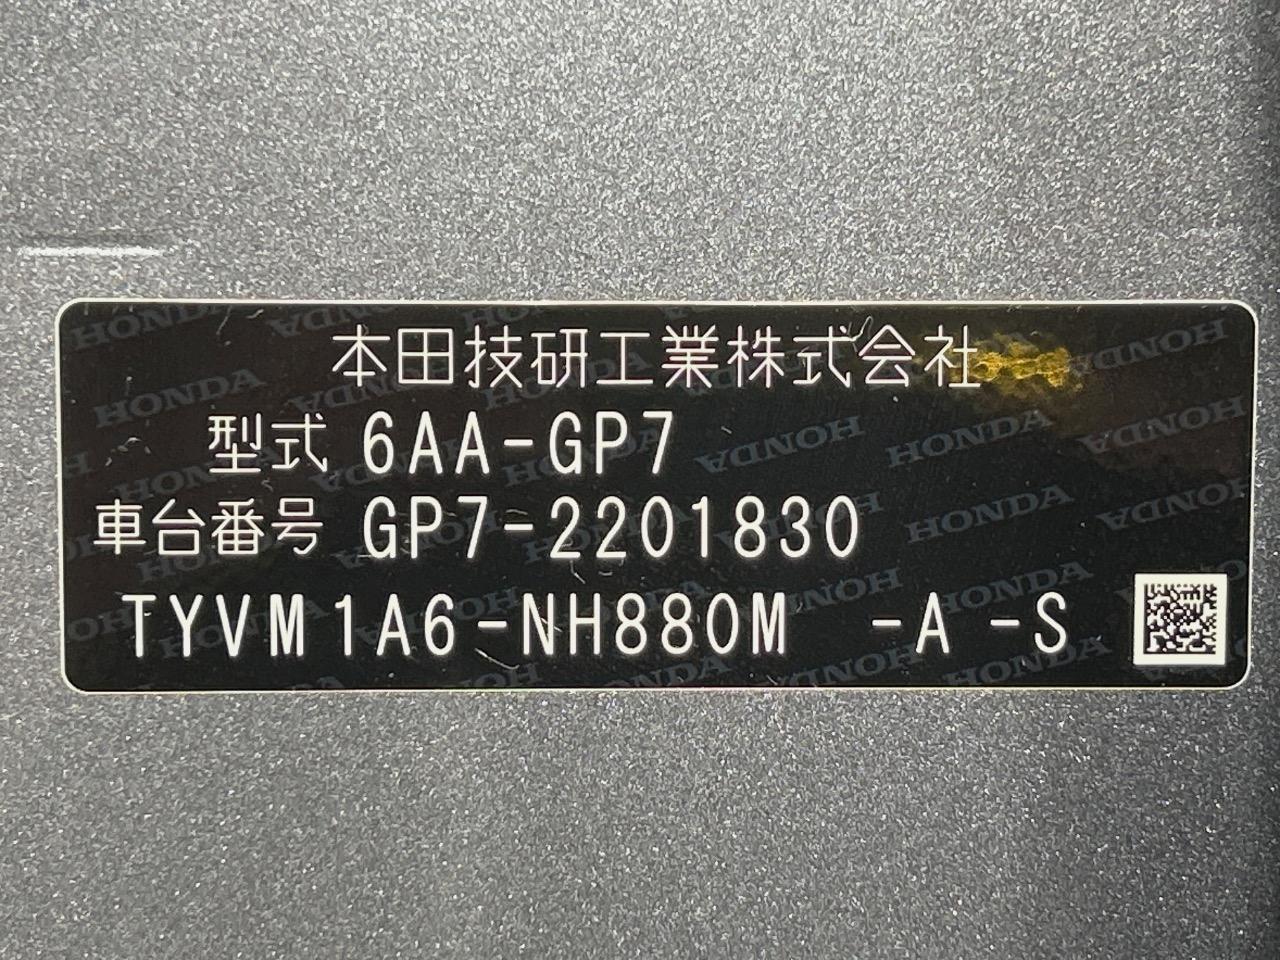 本田技研工業株式会社
型式 6AA-GP7
車台番号 GP7-2201830
TYVM1A6-NH880M -A -S